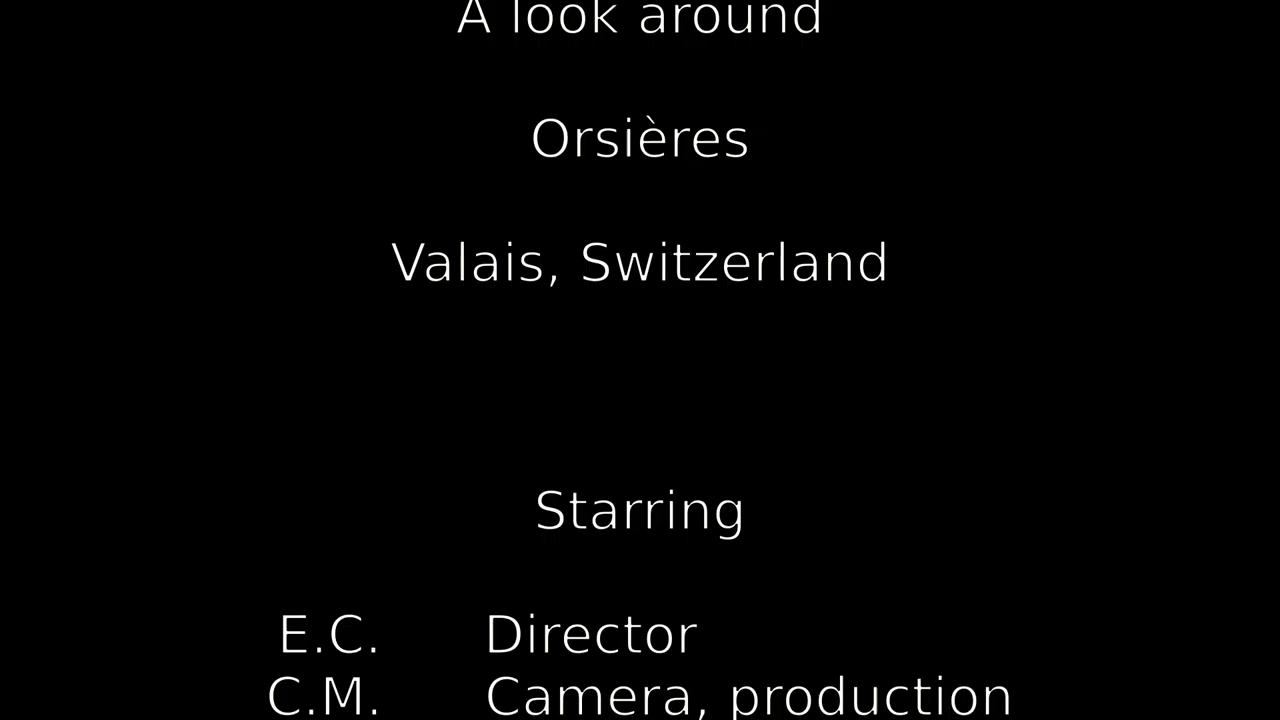 A look around
Orsières
Valais, Switzerland
Starring
E.C. Director
C.M. Camera, production